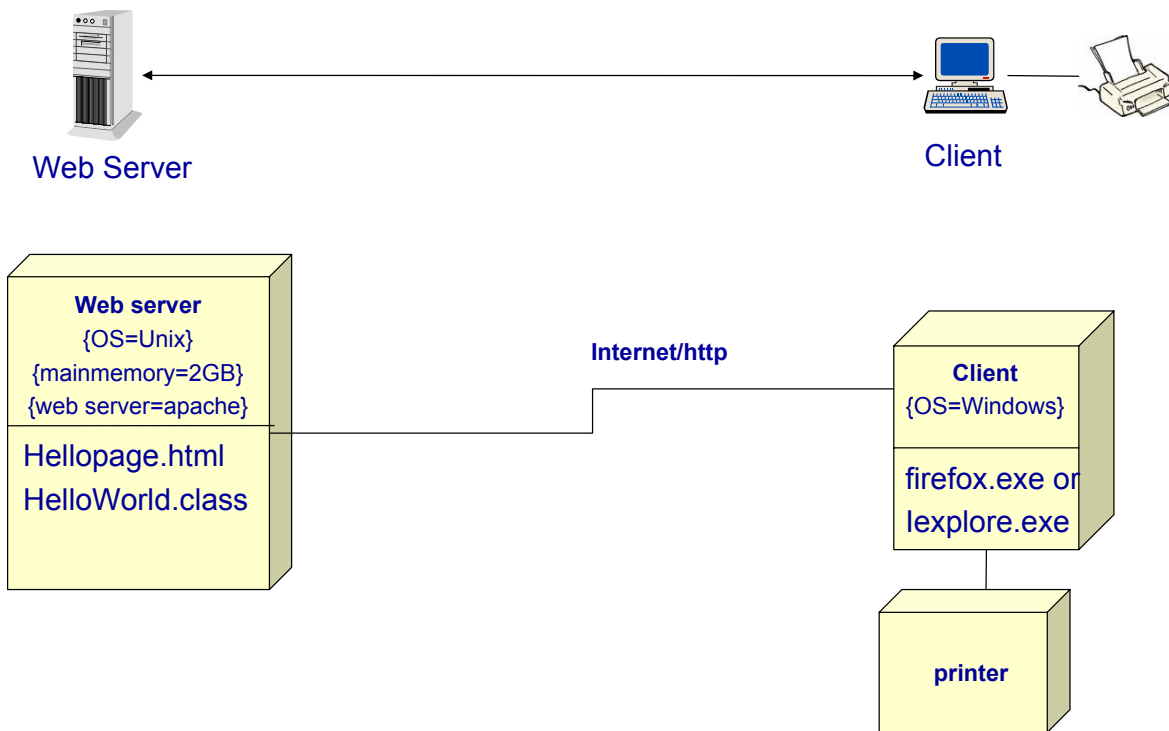 Web Server
Client
Web server
{OS=Unix}
{mainmemory=2GB}
{web server=apache}
Hellopage.html
HelloWorld.class
Internet/http
Client
{OS=Windows}
firefox.exe or
Iexplore.exe
printer